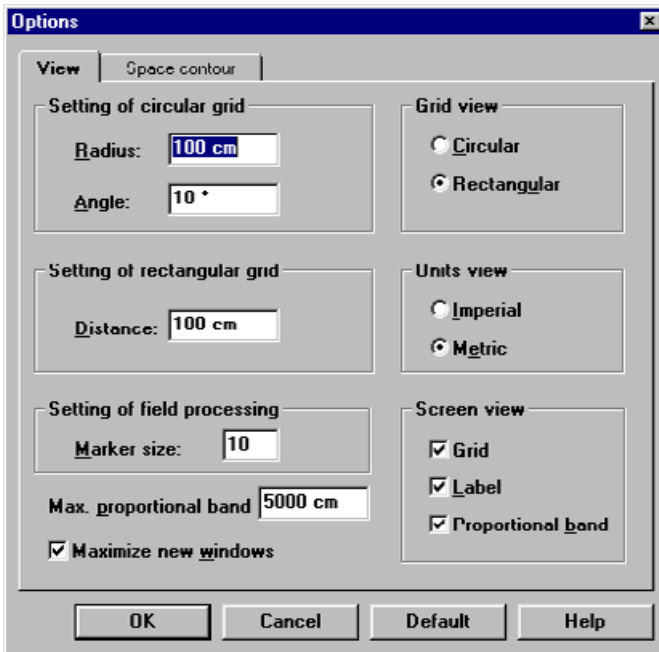 Options
View
Space contour
Setting of circular grid
Radius: 100 cm
Angle: 10 °
Setting of rectangular grid
Distance: 100 cm
Setting of field processing
Marker size: 10
Max. proportional band 5000 cm
Maximize new windows
Grid view
Circular
Rectangular
Units view
Imperial
Metric
Screen view
Grid
Label
Proportional band
OK
Cancel
Default
Help